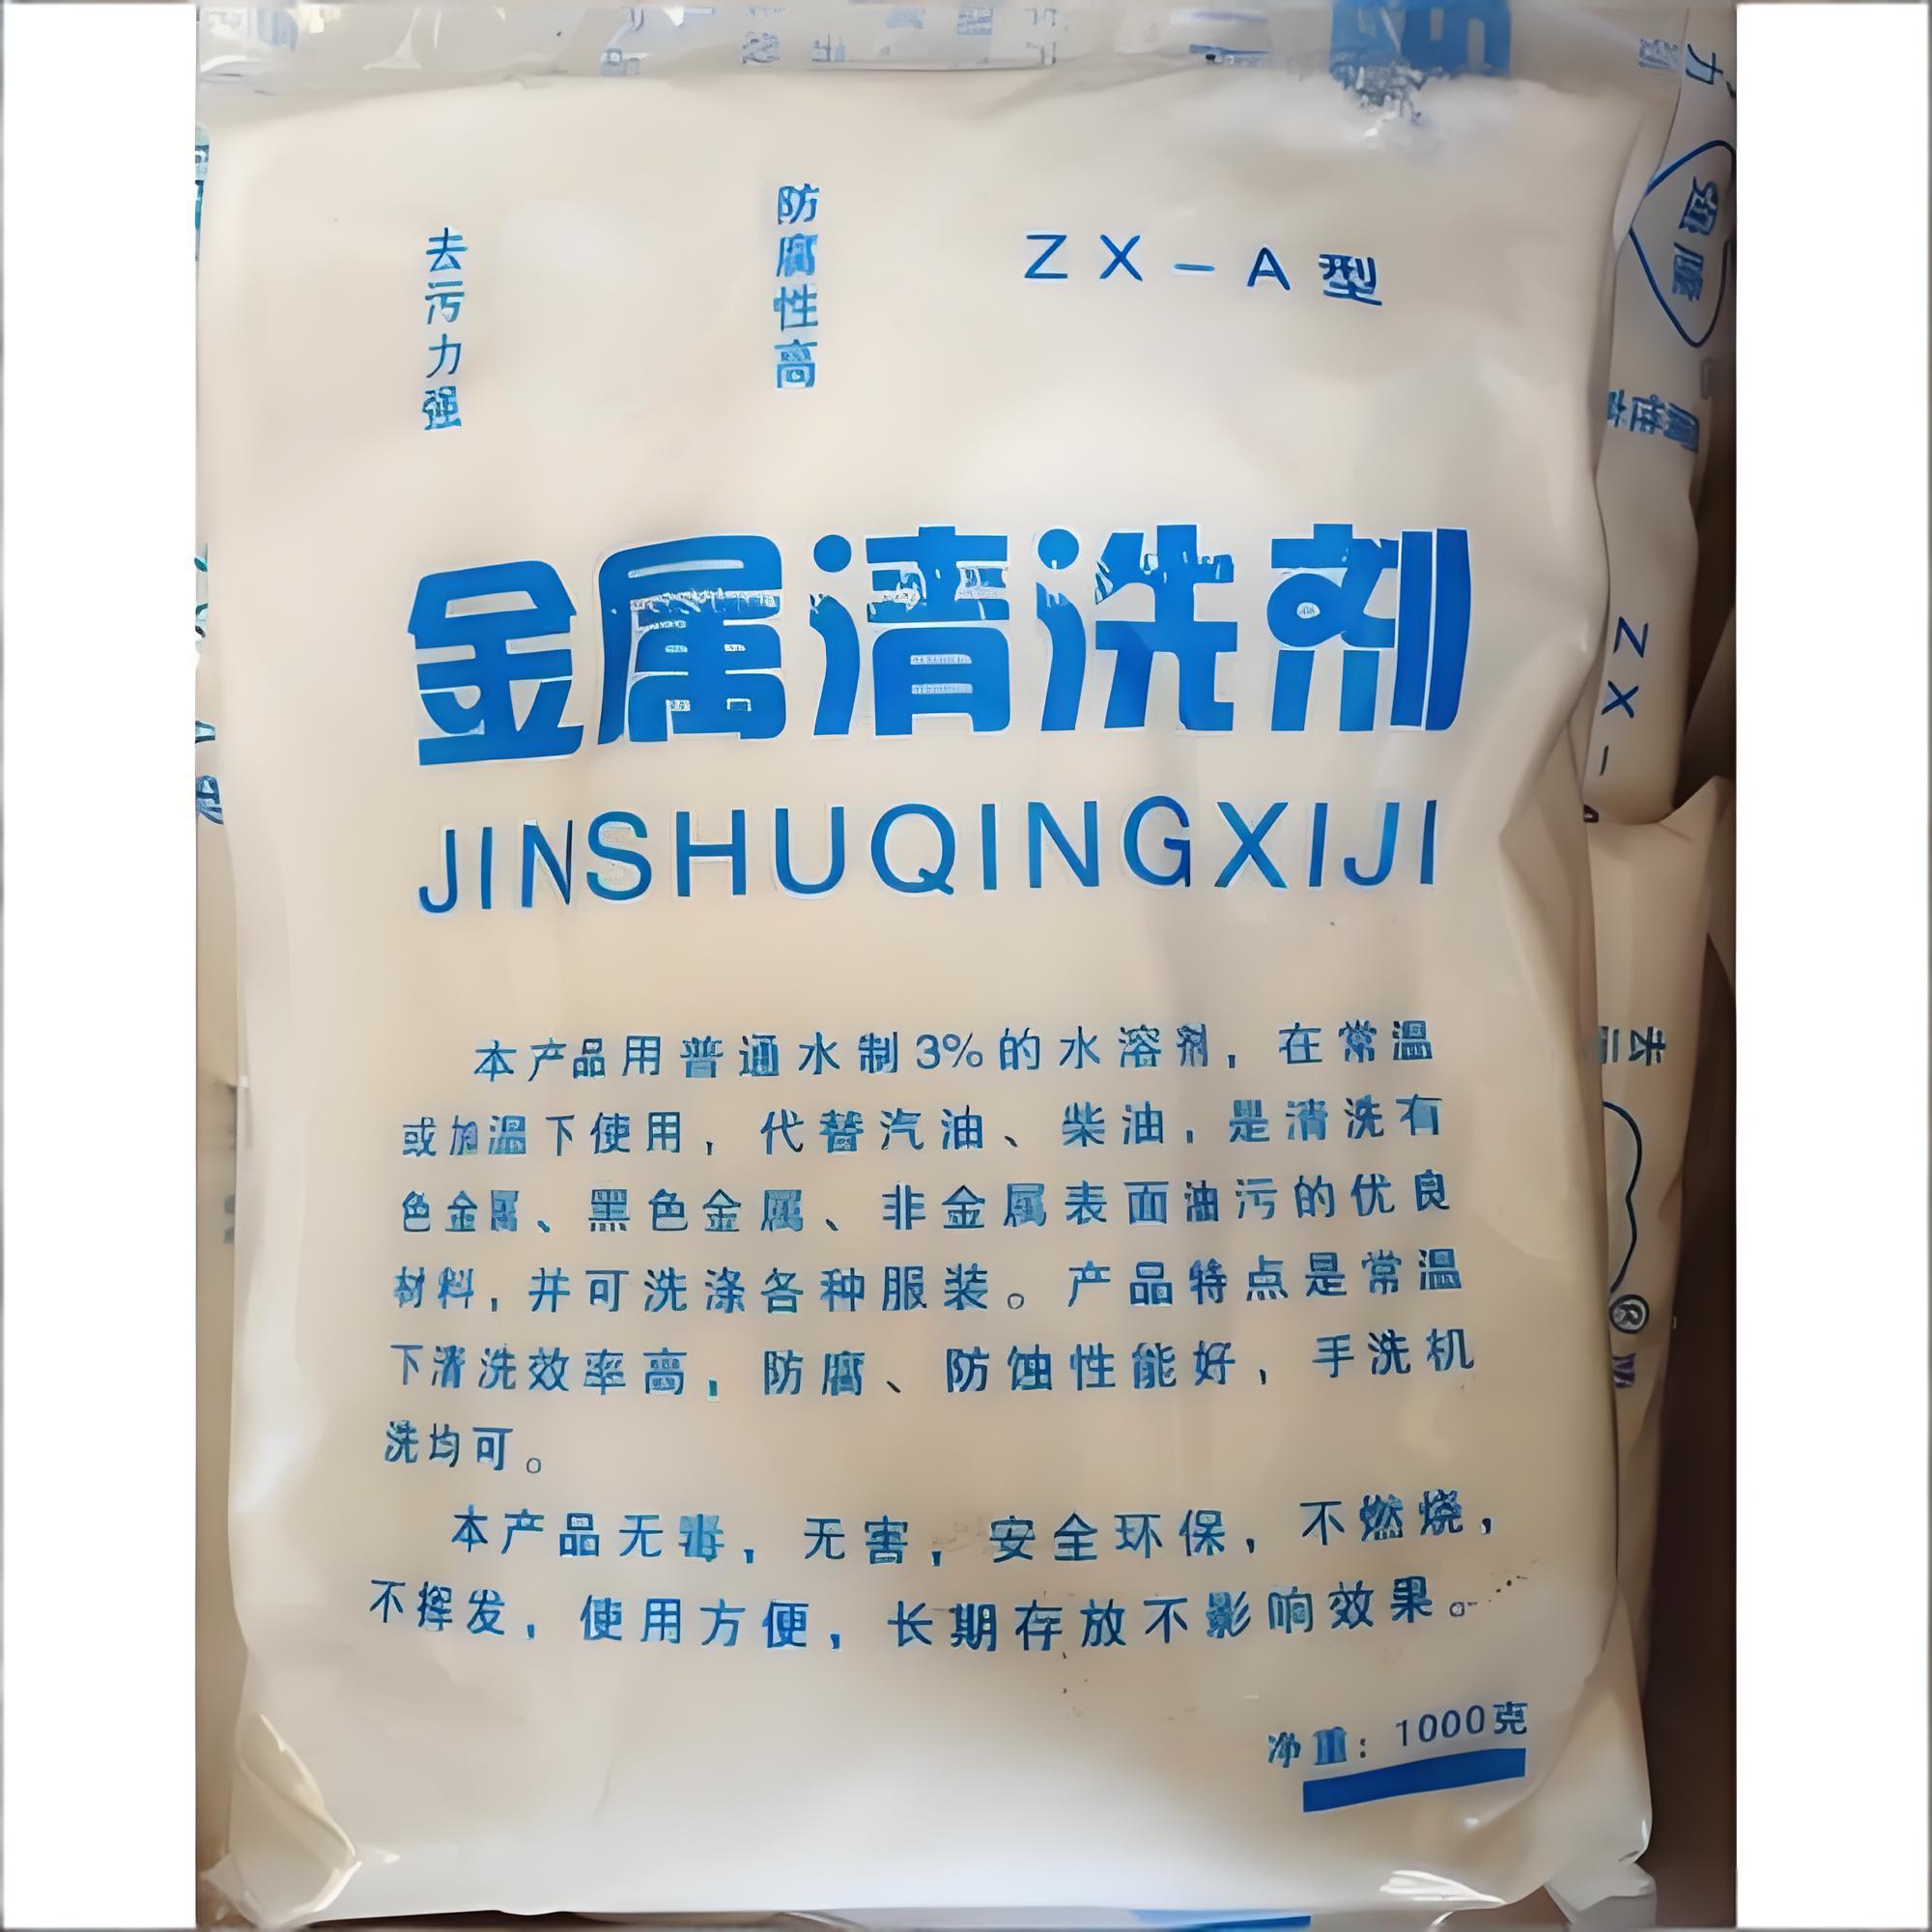 去污力强
防腐性高
ZX-A型
金属清洗剂
JINSHUQINGXIJI
本产品用普通水制3%的水溶剂，在常温
或加温下使用，代替汽油、柴油，是清洗有
色金属、黑色金属、非金属表面油污的优良
材料，并可洗涤各种服装。产品特点是常温
下清洗效率高，防腐、防蚀性能好，手洗机
洗均可。
本产品无毒，无害，安全环保，不燃烧，
不挥发，使用方便，长期存放不影响效果。
净重：1000克
ZX-